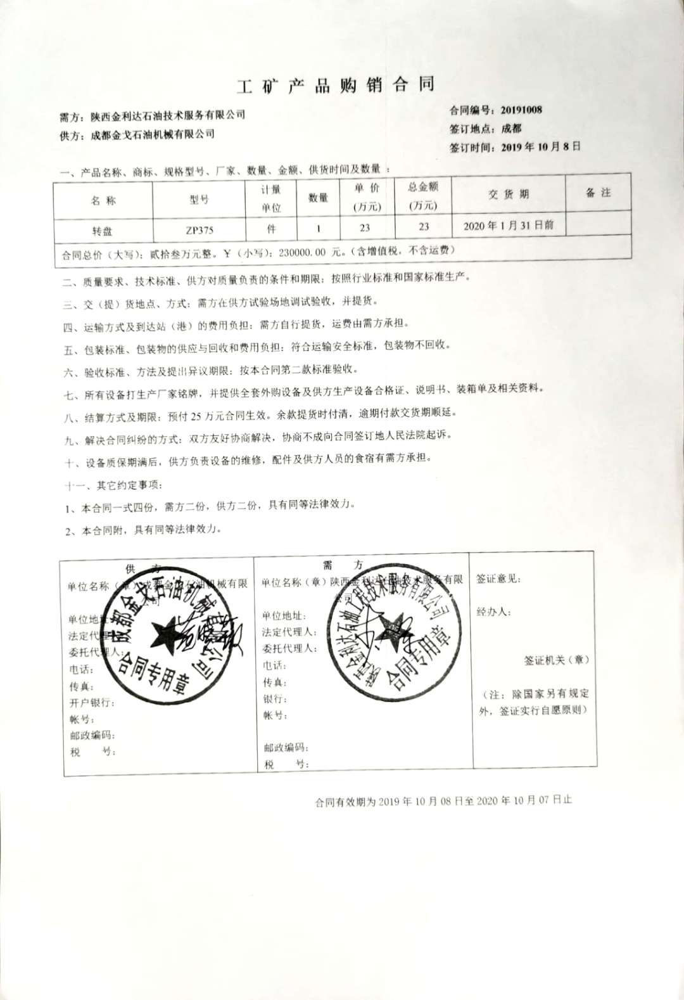 工矿产品购销合同
需方：陕西金利达石油技术服务有限公司
供方：成都金戈石油机械有限公司
合同编号：20191008
签订地点：成都
签订时间：2019年10月8日
一、产品名称、商标、规格型号、厂家、数量、金额、供货时间及数量：
名称 型号 计量单位 数量 单价(万元) 总金额(万元) 交货期 备注
转盘 ZP375 件 1 23 23 2020年1月31日前
合同总价（大写）：贰拾叁万元整。￥（小写）：230000.00 元。（含增值税，不含运费）
二、质量要求、技术标准、供方对质量负责的条件和期限：按照行业标准和国家标准生产。
三、交（提）货地点、方式：需方在供方试验场地调试验收，并提货。
四、运输方式及到达站（港）的费用负担：需方自行提货，运费由需方承担。
五、包装标准、包装物的供应与回收和费用负担：符合运输安全标准，包装物不回收。
六、验收标准、方法及提出异议期限：按本合同第二款标准验收。
七、所有设备打生产厂家铭牌，并提供全套外购设备及供方生产设备合格证、说明书、装箱单及相关资料。
八、结算方式及期限：预付25万元合同生效。余款提货时付清，逾期付款交货期顺延。
九、解决合同纠纷的方式：双方友好协商解决，协商不成向合同签订地人民法院起诉。
十、设备质保期满后，供方负责设备的维修，配件及供方人员的食宿有需方承担。
十一、其它约定事项：
1、本合同一式四份，需方二份，供方二份，具有同等法律效力。
2、本合同附，具有同等法律效力。
供方
单位名称（章）成都金戈石油机械有限
公司
单位地址：
法定代理人：
委托代理人：
电话：
传真：
开户银行：
帐号：
邮政编码：
税号：
成都金戈石油机械有限公司
合同专用章
需方
单位名称（章）陕西金利达石油技术服务有限
公司
单位地址：
法定代理人：
委托代理人：
电话：
传真：
银行：
帐号：
邮政编码：
税号：
陕西金利达石油工程技术服务有限公司
合同专用章
签证意见：
经办人：
签证机关（章）
（注：除国家另有规定
外，签证实行自愿原则）
合同有效期为2019年10月08日至2020年10月07日止